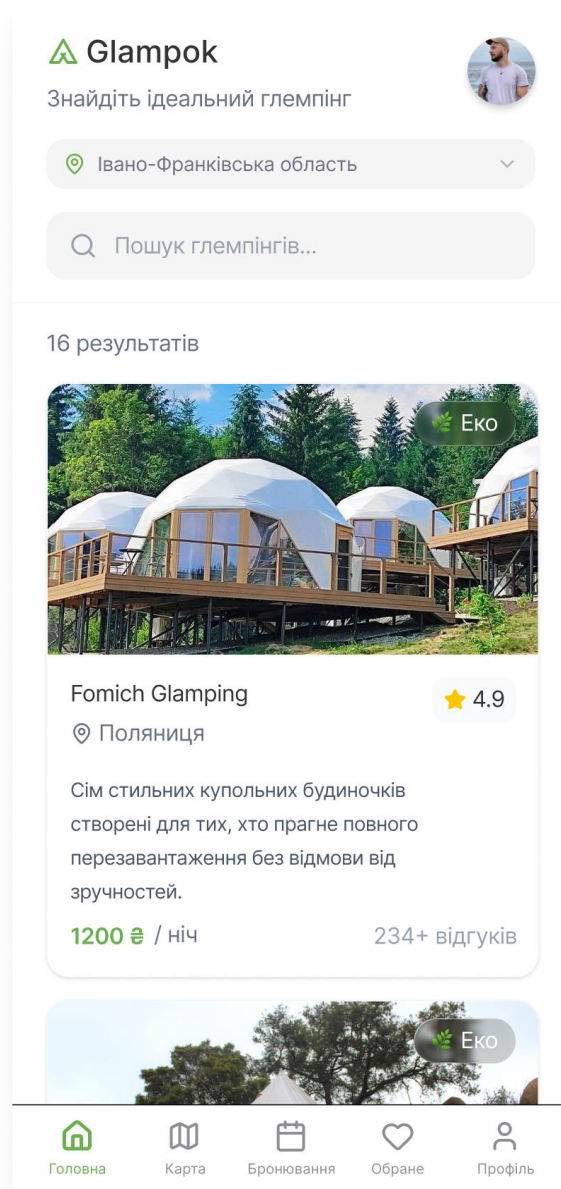 Glampok
Знайдіть ідеальний глемпінг
Івано-Франківська область
Пошук глемпінгів...
16 результатів
Еко
Fomich Glamping
4.9
Поляниця
Сім стильних купольних будиночків
створені для тих, хто прагне повного
перезавантаження без відмови від
зручностей.
1200 ₴ / ніч
234+ відгуків
Еко
Головна
Карта
Бронювання
Обране
Профіль